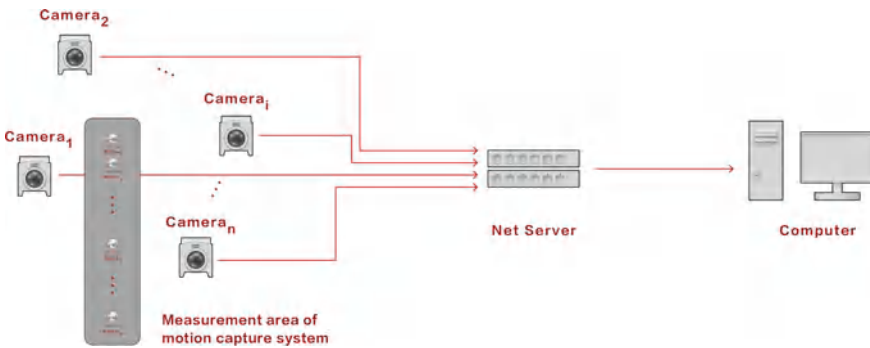 Camera2
Camera1
Camerai
Cameran
Net Server
Computer
Measurement area of
motion capture system